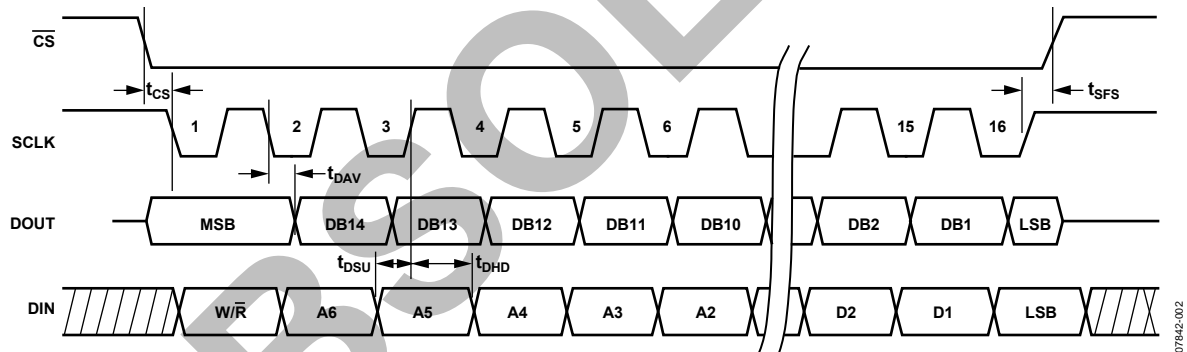 CS
tCS
tSFS
SCLK
1 2 3 4 5 6 15 16
tDAV
DOUT
MSB DB14 DB13 DB12 DB11 DB10 DB2 DB1 LSB
tDSU tDHD
DIN
W/R A6 A5 A4 A3 A2 D2 D1 LSB
07842-002